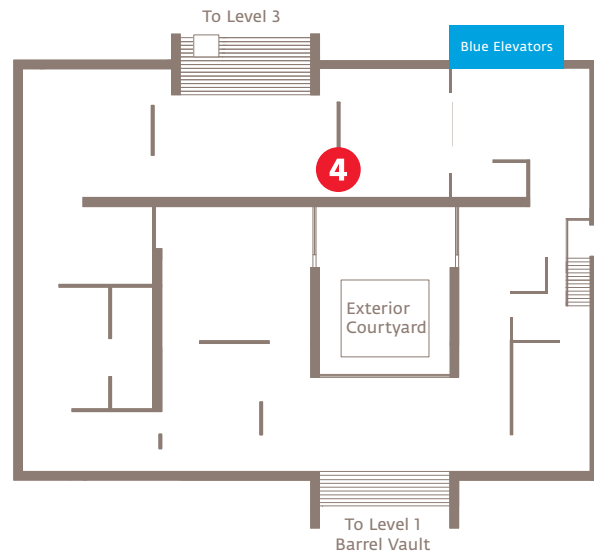 To Level 3
Blue Elevators
4
Exterior
Courtyard
To Level 1
Barrel Vault